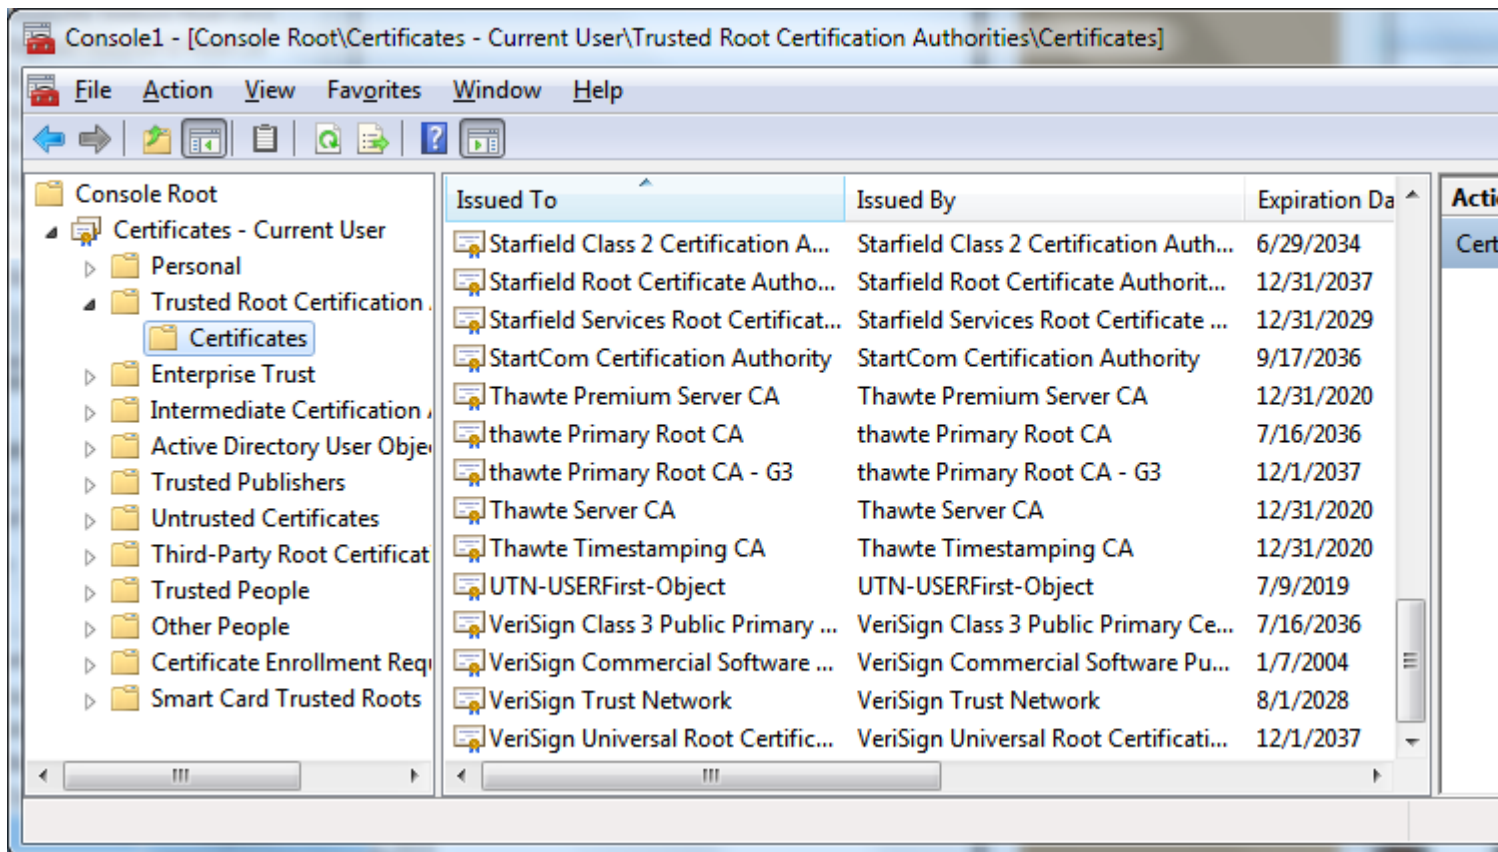 Console1 - [Console Root\Certificates - Current User\Trusted Root Certification Authorities\Certificates]
File Action View Favorites Window Help
Console Root
Certificates - Current User
Personal
Trusted Root Certification
Certificates
Enterprise Trust
Intermediate Certification
Active Directory User Obje
Trusted Publishers
Untrusted Certificates
Third-Party Root Certificati
Trusted People
Other People
Certificate Enrollment Requ
Smart Card Trusted Roots
Issued To Issued By Expiration Da
Starfield Class 2 Certification A... Starfield Class 2 Certification Auth... 6/29/2034
Starfield Root Certificate Autho... Starfield Root Certificate Authorit... 12/31/2037
Starfield Services Root Certificat... Starfield Services Root Certificate ... 12/31/2029
StartCom Certification Authority StartCom Certification Authority 9/17/2036
Thawte Premium Server CA Thawte Premium Server CA 12/31/2020
thawte Primary Root CA thawte Primary Root CA 7/16/2036
thawte Primary Root CA - G3 thawte Primary Root CA - G3 12/1/2037
Thawte Server CA Thawte Server CA 12/31/2020
Thawte Timestamping CA Thawte Timestamping CA 12/31/2020
UTN-USERFirst-Object UTN-USERFirst-Object 7/9/2019
VeriSign Class 3 Public Primary ... VeriSign Class 3 Public Primary Ce... 7/16/2036
VeriSign Commercial Software ... VeriSign Commercial Software Pu... 1/7/2004
VeriSign Trust Network VeriSign Trust Network 8/1/2028
VeriSign Universal Root Certific... VeriSign Universal Root Certificati... 12/1/2037
Acti
Cert